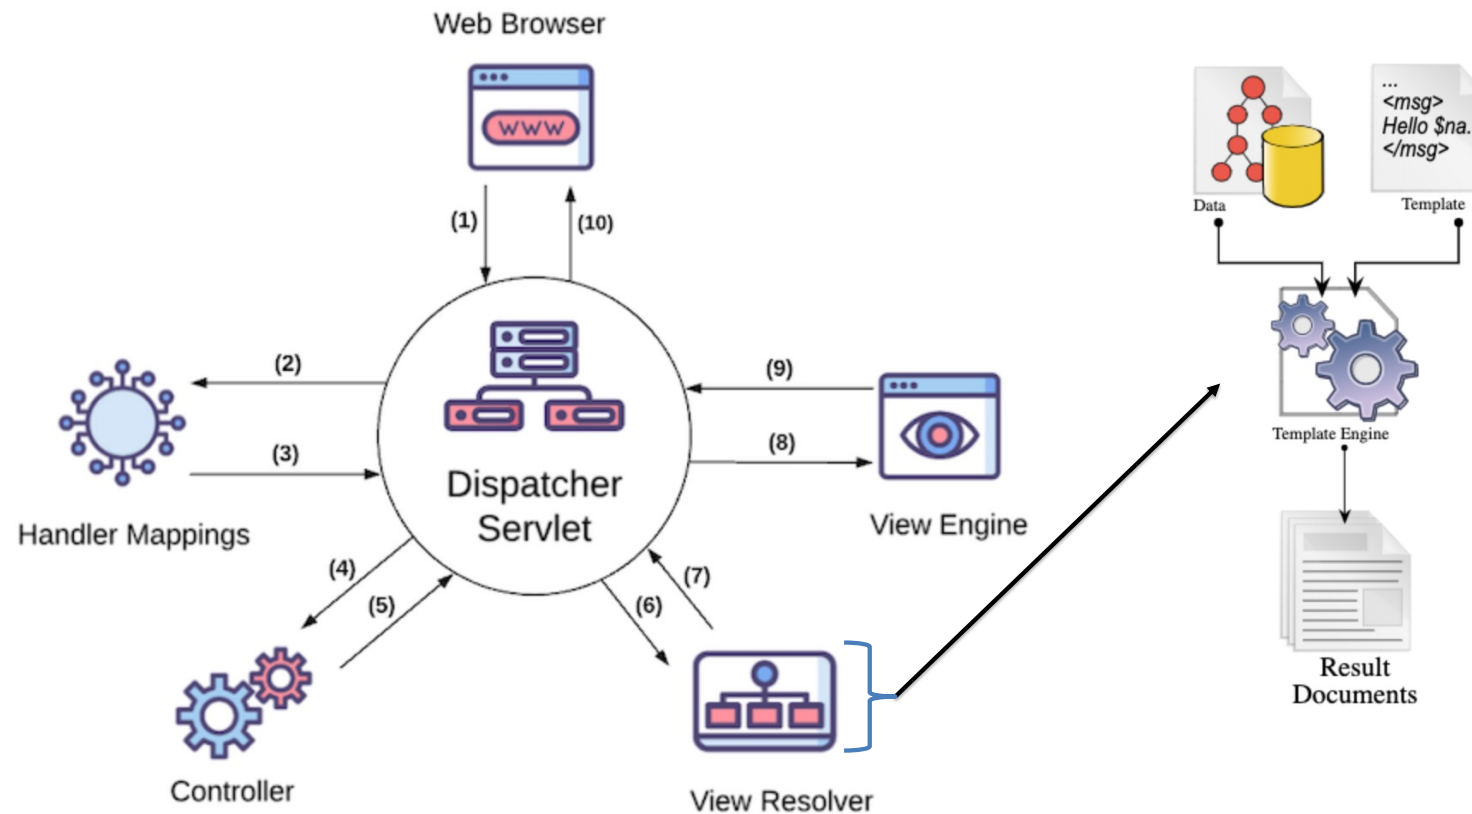 Web Browser
WWW
(1)
(10)
(2)
(3)
Handler Mappings
Dispatcher
Servlet
(9)
(8)
View Engine
(4)
(5)
Controller
(6)
(7)
View Resolver
...
<msg>
Hello $na.
</msg>
Data
Template
Template Engine
Result
Documents